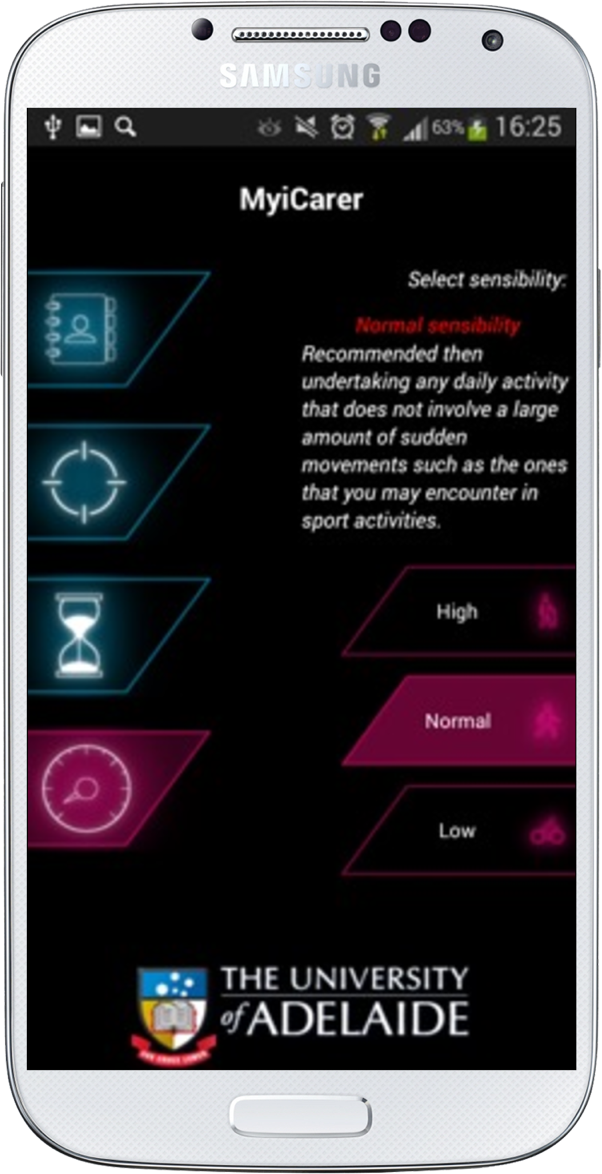 SAMSUNG
63% 16:25
MyiCarer
Select sensibility:
Normal sensibility
Recommended then
undertaking any daily activity
that does not involve a large
amount of sudden
movements such as the ones
that you may encounter in
sport activities.
High
Normal
Low
THE UNIVERSITY
of ADELAIDE